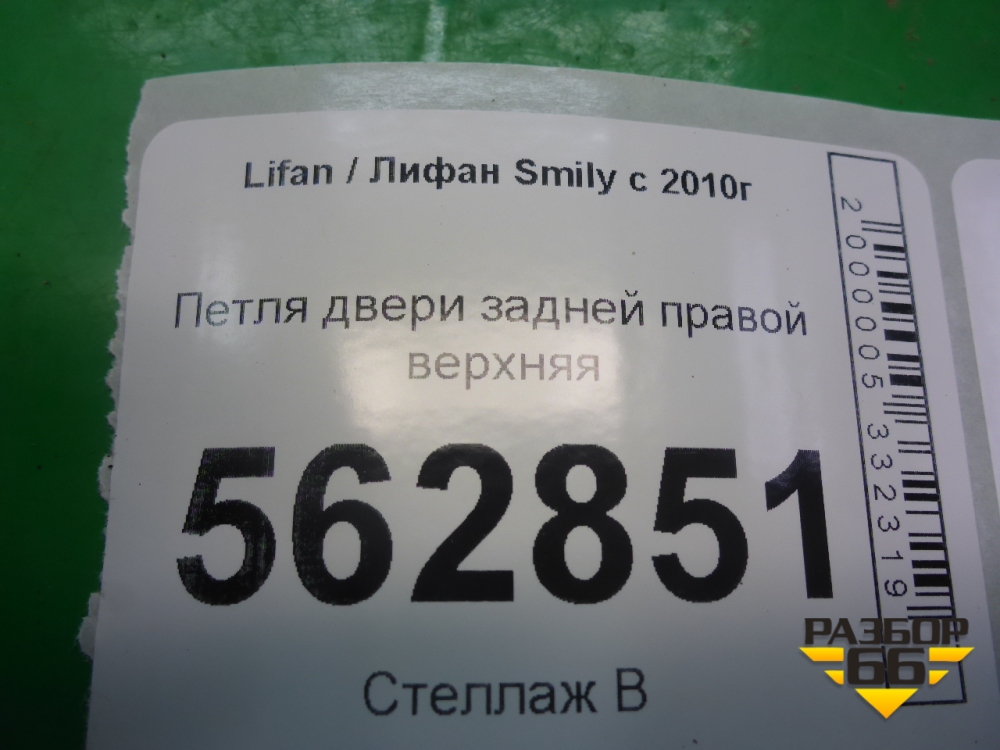 Lifan / Лифан Smily с 2010г
Петля двери задней правой
верхняя
562851
Стеллаж В
2000005332319
РАЗБОР
66